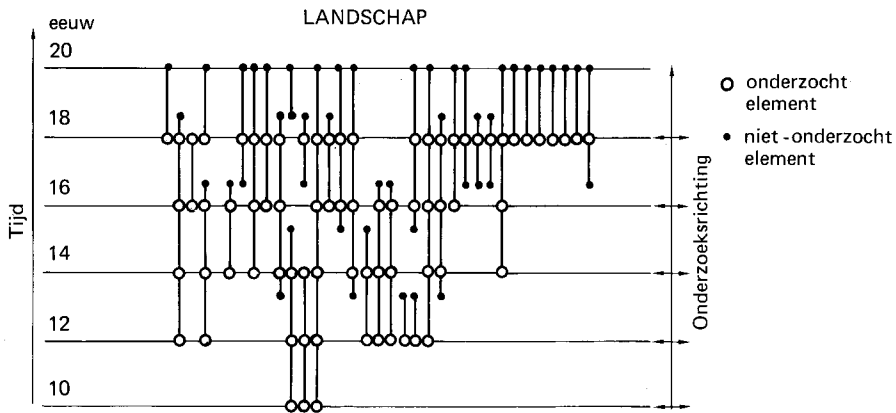 LANDSCHAP
eeuw
20
18
16
14
12
10
Tijd
Onderzoeksrichting
onderzocht
element
niet-onderzocht
element